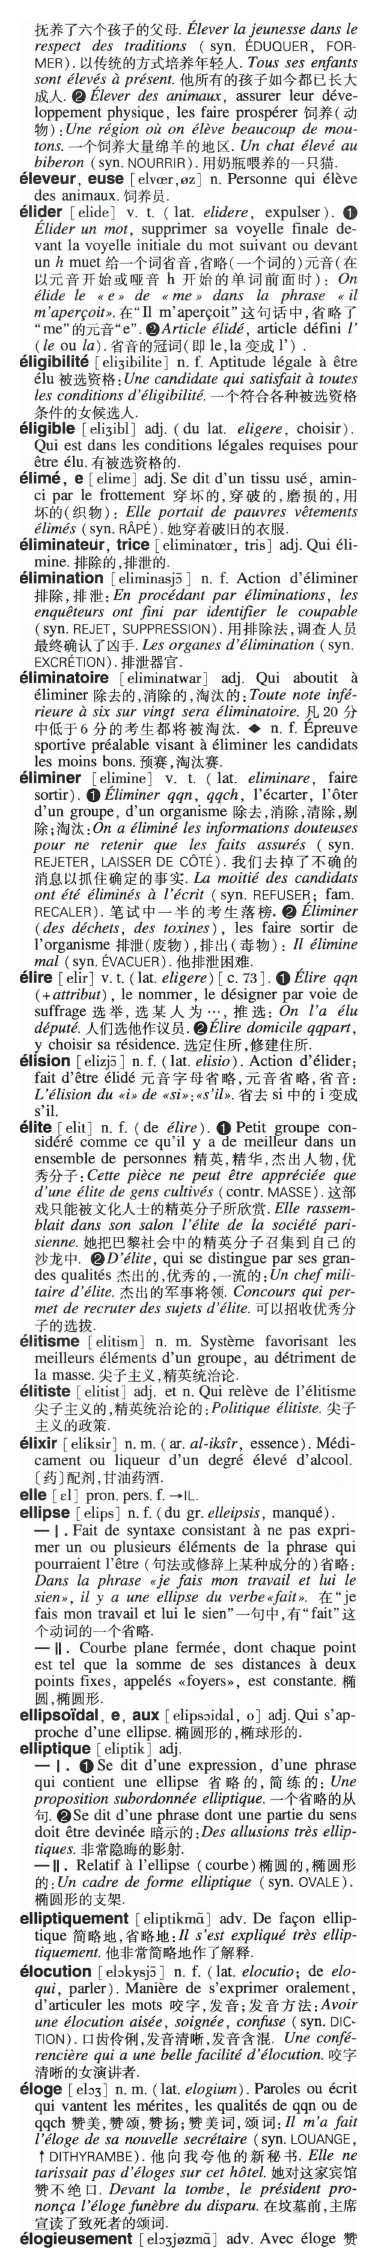 抚养了六个孩子的父母. Élever la jeunesse dans le
respect des traditions (syn. ÉDUQUER, FOR-
MER). 以传统的方式培养年轻人. Tous ses enfants
sont élevés à présent. 他所有的孩子如今都已长大
成人. ❷ Élever des animaux, assurer leur déve-
loppement physique, les faire prospérer 饲养(动
物): Une région où on élève beaucoup de mou-
tons. 一个饲养大量绵羊的地区. Un chat élevé au
biberon (syn. NOURRIR). 用奶瓶喂养的一只猫.
éleveur, euse [elvœr,øz] n. Personne qui élève
des animaux. 饲养员.
élider [elide] v. t. (lat. elidere, expulser). ❶
Élider un mot, supprimer sa voyelle finale de-
vant la voyelle initiale du mot suivant ou devant
un h muet 给一个词省音,省略(一个词的)元音(在
以元音开始或哑音 h 开始的单词前面时): On
élide le «e» de «me» dans la phrase «il
m'aperçoit». 在“Il m'aperçoit”这句话中,省略了
“me”的元音“e”. ❷Article élidé, article défini l'
(le ou la). 省音的冠词(即 le,la 变成 l').
éligibilité [eliʒibilite] n. f. Aptitude légale à être
élu 被选资格: Une candidate qui satisfait à toutes
les conditions d'éligibilité. 一个符合各种被选资格
条件的女候选人.
éligible [eliʒibl] adj. (du lat. eligere, choisir).
Qui est dans les conditions légales requises pour
être élu. 有被选资格的.
élimé, e [elime] adj. Se dit d'un tissu usé, amin-
ci par le frottement 穿坏的,穿破的,磨损的,用
坏的(织物): Elle portait de pauvres vêtements
élimés (syn. RÂPÉ). 她穿着破旧的衣服.
éliminateur, trice [eliminatœr, tris] adj. Qui éli-
mine. 排除的,排泄的.
élimination [eliminasjɔ̃] n. f. Action d'éliminer
排除,排泄: En procédant par éliminations, les
enquêteurs ont fini par identifier le coupable
(syn. REJET, SUPPRESSION). 用排除法,调查人员
最终确认了凶手. Les organes d'élimination (syn.
EXCRÉTION). 排泄器官.
éliminatoire [eliminatwar] adj. Qui aboutit à
éliminer 除去的,消除的,淘汰的: Toute note infé-
rieure à six sur vingt sera éliminatoire. 凡 20 分
中低于 6 分的考生都将被淘汰. ◆ n. f. Épreuve
sportive préalable visant à éliminer les candidats
les moins bons. 预赛,淘汰赛.
éliminer [elimine] v. t. (lat. eliminare, faire
sortir). ❶ Éliminer qqn, qqch, l'écarter, l'ôter
d'un groupe, d'un organisme 除去,消除,清除,剔
除;淘汰: On a éliminé les informations douteuses
pour ne retenir que les faits assurés (syn.
REJETER, LAISSER DE CÔTÉ). 我们去掉了不确的
消息以抓住确定的事实. La moitié des candidats
ont été éliminés à l'écrit (syn. REFUSER; fam.
RECALER). 笔试中一半的考生落榜. ❷ Éliminer
(des déchets, des toxines), les faire sortir de
l'organisme 排泄(废物),排出(毒物): Il élimine
mal (syn. ÉVACUER). 他排泄困难.
élire [elir] v. t. (lat. eligere) [c. 73]. ❶ Élire qqn
(+attribut), le nommer, le désigner par voie de
suffrage 选举, 选某人为…, 推选: On l'a élu
député. 人们选他作议员. ❷Élire domicile qqpart,
y choisir sa résidence. 选定住所,修建住所.
élision [elizjɔ̃] n. f. (lat. elisio). Action d'élider;
fait d'être élidé 元音字母省略,元音省略,省音:
L'élision du «i» de «si»:«s'il». 省去 si 中的 i 变成
s'il.
élite [elit] n. f. (de élire). ❶ Petit groupe con-
sidéré comme ce qu'il y a de meilleur dans un
ensemble de personnes 精英,精华,杰出人物,优
秀分子: Cette pièce ne peut être appréciée que
d'une élite de gens cultivés (contr. MASSE). 这部
戏只能被文化人士的精英分子所欣赏. Elle rassem-
blait dans son salon l'élite de la société pari-
sienne. 她把巴黎社会中的精英分子召集到自己的
沙龙中. ❷D'élite, qui se distingue par ses gran-
des qualités 杰出的,优秀的,一流的: Un chef mili-
taire d'élite. 杰出的军事将领. Concours qui per-
met de recruter des sujets d'élite. 可以招收优秀分
子的选拔.
élitisme [elitism] n. m. Système favorisant les
meilleurs éléments d'un groupe, au détriment de
la masse. 尖子主义,精英统治论.
élitiste [elitist] adj. et n. Qui relève de l'élitisme
尖子主义的,精英统治论的: Politique élitiste. 尖子
主义的政策.
élixir [eliksir] n. m. (ar. al-iksîr, essence). Médi-
cament ou liqueur d'un degré élevé d'alcool.
〔药〕配剂,甘油药酒.
elle [ɛl] pron. pers. f. →IL.
ellipse [elips] n. f. (du gr. elleipsis, manqué).
— Ⅰ. Fait de syntaxe consistant à ne pas expri-
mer un ou plusieurs éléments de la phrase qui
pourraient l'être (句法或修辞上某种成分的)省略:
Dans la phrase «je fais mon travail et lui le
sien», il y a une ellipse du verbe «fait». 在“je
fais mon travail et lui le sien”一句中,有“fait”这
个动词的一个省略.
— Ⅱ. Courbe plane fermée, dont chaque point
est tel que la somme de ses distances à deux
points fixes, appelés «foyers», est constante. 椭
圆,椭圆形.
ellipsoïdal, e, aux [elipsɔidal, o] adj. Qui s'ap-
proche d'une ellipse. 椭圆形的,椭球形的.
elliptique [eliptik] adj.
— Ⅰ. ❶Se dit d'une expression, d'une phrase
qui contient une ellipse 省略的,简练的: Une
proposition subordonnée elliptique. 一个省略的从
句. ❷Se dit d'une phrase dont une partie du sens
doit être devinée 暗示的: Des allusions très ellip-
tiques. 非常隐晦的影射.
— Ⅱ. Relatif à l'ellipse (courbe)椭圆的,椭圆形
的: Un cadre de forme elliptique (syn. OVALE).
椭圆形的支架.
elliptiquement [eliptikmɑ̃] adv. De façon ellip-
tique 简略地,省略地: Il s'est expliqué très ellip-
tiquement. 他非常简略地作了解释.
élocution [elɔkysjɔ̃] n. f. (lat. elocutio; de elo-
qui, parler). Manière de s'exprimer oralement,
d'articuler les mots 咬字,发音;发音方法: Avoir
une élocution aisée, soignée, confuse (syn. DIC-
TION). 口齿伶俐,发音清晰,发音含混. Une confé-
rencière qui a une belle facilité d'élocution. 咬字
清晰的女演讲者.
éloge [elɔʒ] n. m. (lat. elogium). Paroles ou écrit
qui vantent les mérites, les qualités de qqn ou de
qqch 赞美,赞颂,赞扬;赞美词,颂词: Il m'a fait
l'éloge de sa nouvelle secrétaire (syn. LOUANGE,
↑DITHYRAMBE). 他向我夸他的新秘书. Elle ne
tarissait pas d'éloges sur cet hôtel. 她对这家宾馆
赞不绝口. Devant la tombe, le président pro-
nonça l'éloge funèbre du disparu. 在坟墓前,主席
宣读了致死者的颂词.
élogieusement [elɔʒjøzmɑ̃] adv. Avec éloge 赞